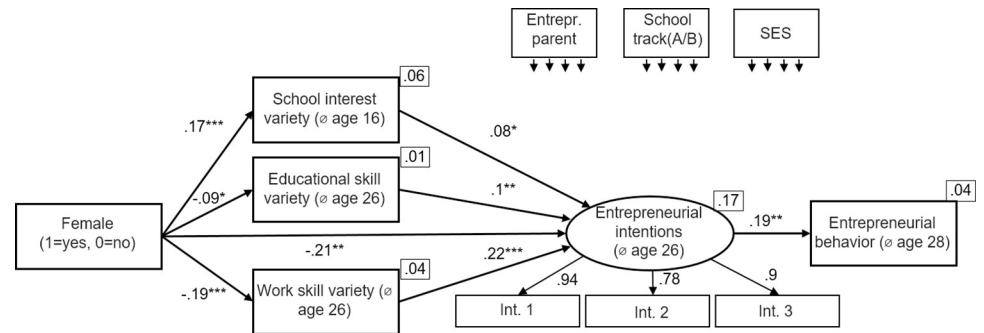 Entrepr.
parent
School
track(A/B)
SES
.06
School interest
variety (⌀ age 16)
.17***
.08*
.01
Educational skill
variety (⌀ age 26)
-.09*
.1**
.17
.04
Female
(1=yes, 0=no)
Entrepreneurial
intentions
(⌀ age 26)
.19**
Entrepreneurial
behavior (⌀ age 28)
-.21**
.22***
-.19***
.04
Work skill variety (⌀
age 26)
.94
.78
.9
Int. 1
Int. 2
Int. 3